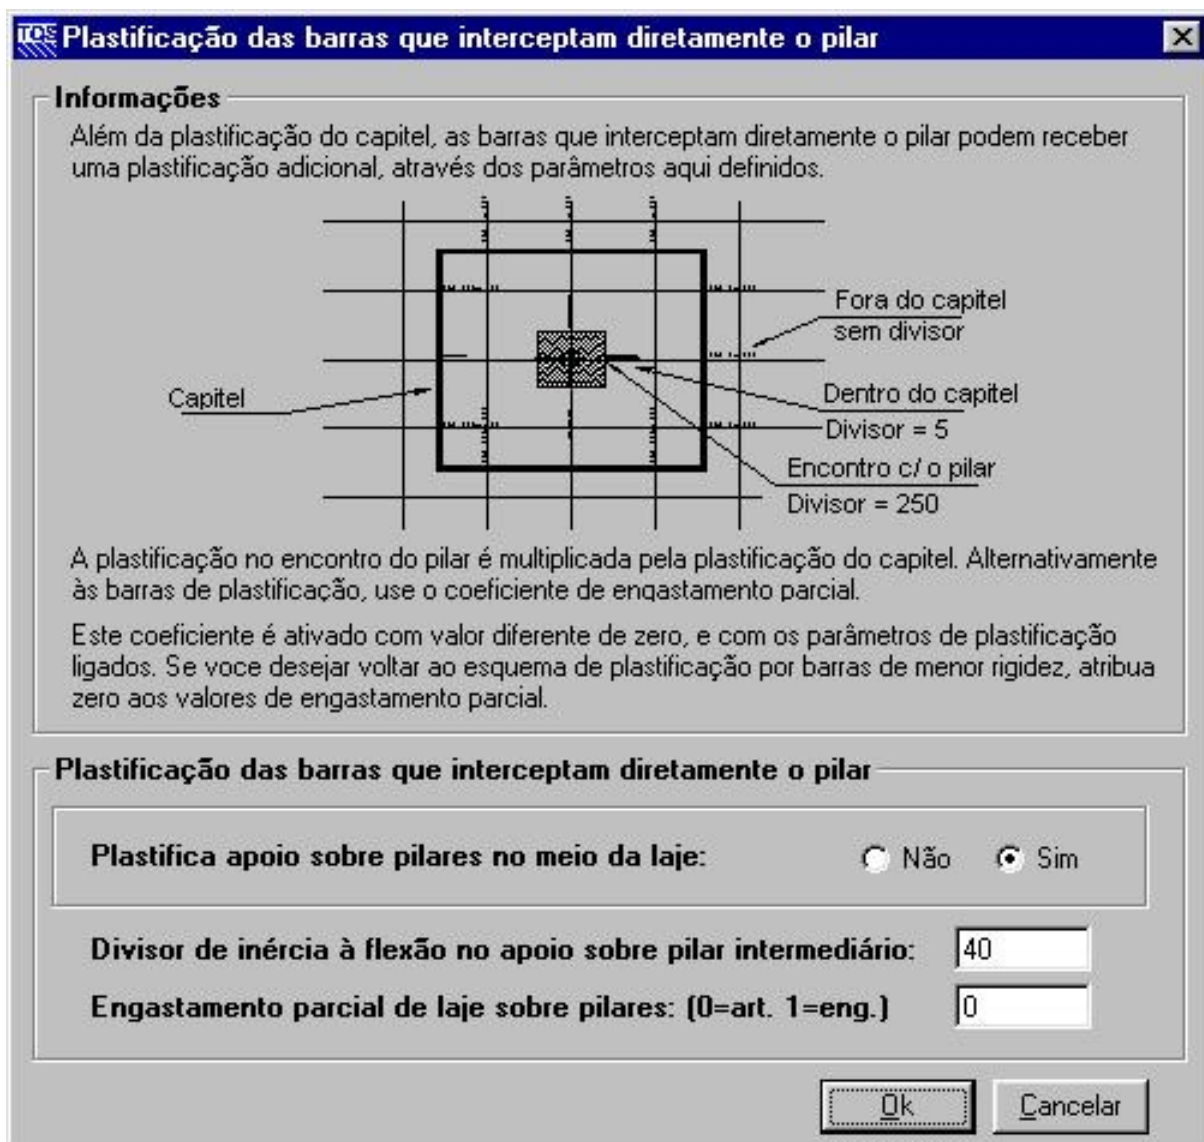 TQS Plastificação das barras que interceptam diretamente o pilar
Informações
Além da plastificação do capitel, as barras que interceptam diretamente o pilar podem receber
uma plastificação adicional, através dos parâmetros aqui definidos.
Fora do capitel
sem divisor
Capitel
Dentro do capitel
Divisor = 5
Encontro c/ o pilar
Divisor = 250
A plastificação no encontro do pilar é multiplicada pela plastificação do capitel. Alternativamente
às barras de plastificação, use o coeficiente de engastamento parcial.
Este coeficiente é ativado com valor diferente de zero, e com os parâmetros de plastificação
ligados. Se voce desejar voltar ao esquema de plastificação por barras de menor rigidez, atribua
zero aos valores de engastamento parcial.
Plastificação das barras que interceptam diretamente o pilar
Plastifica apoio sobre pilares no meio da laje: Não Sim
Divisor de inércia à flexão no apoio sobre pilar intermediário: 40
Engastamento parcial de laje sobre pilares: (0=art. 1=eng.) 0
Ok Cancelar